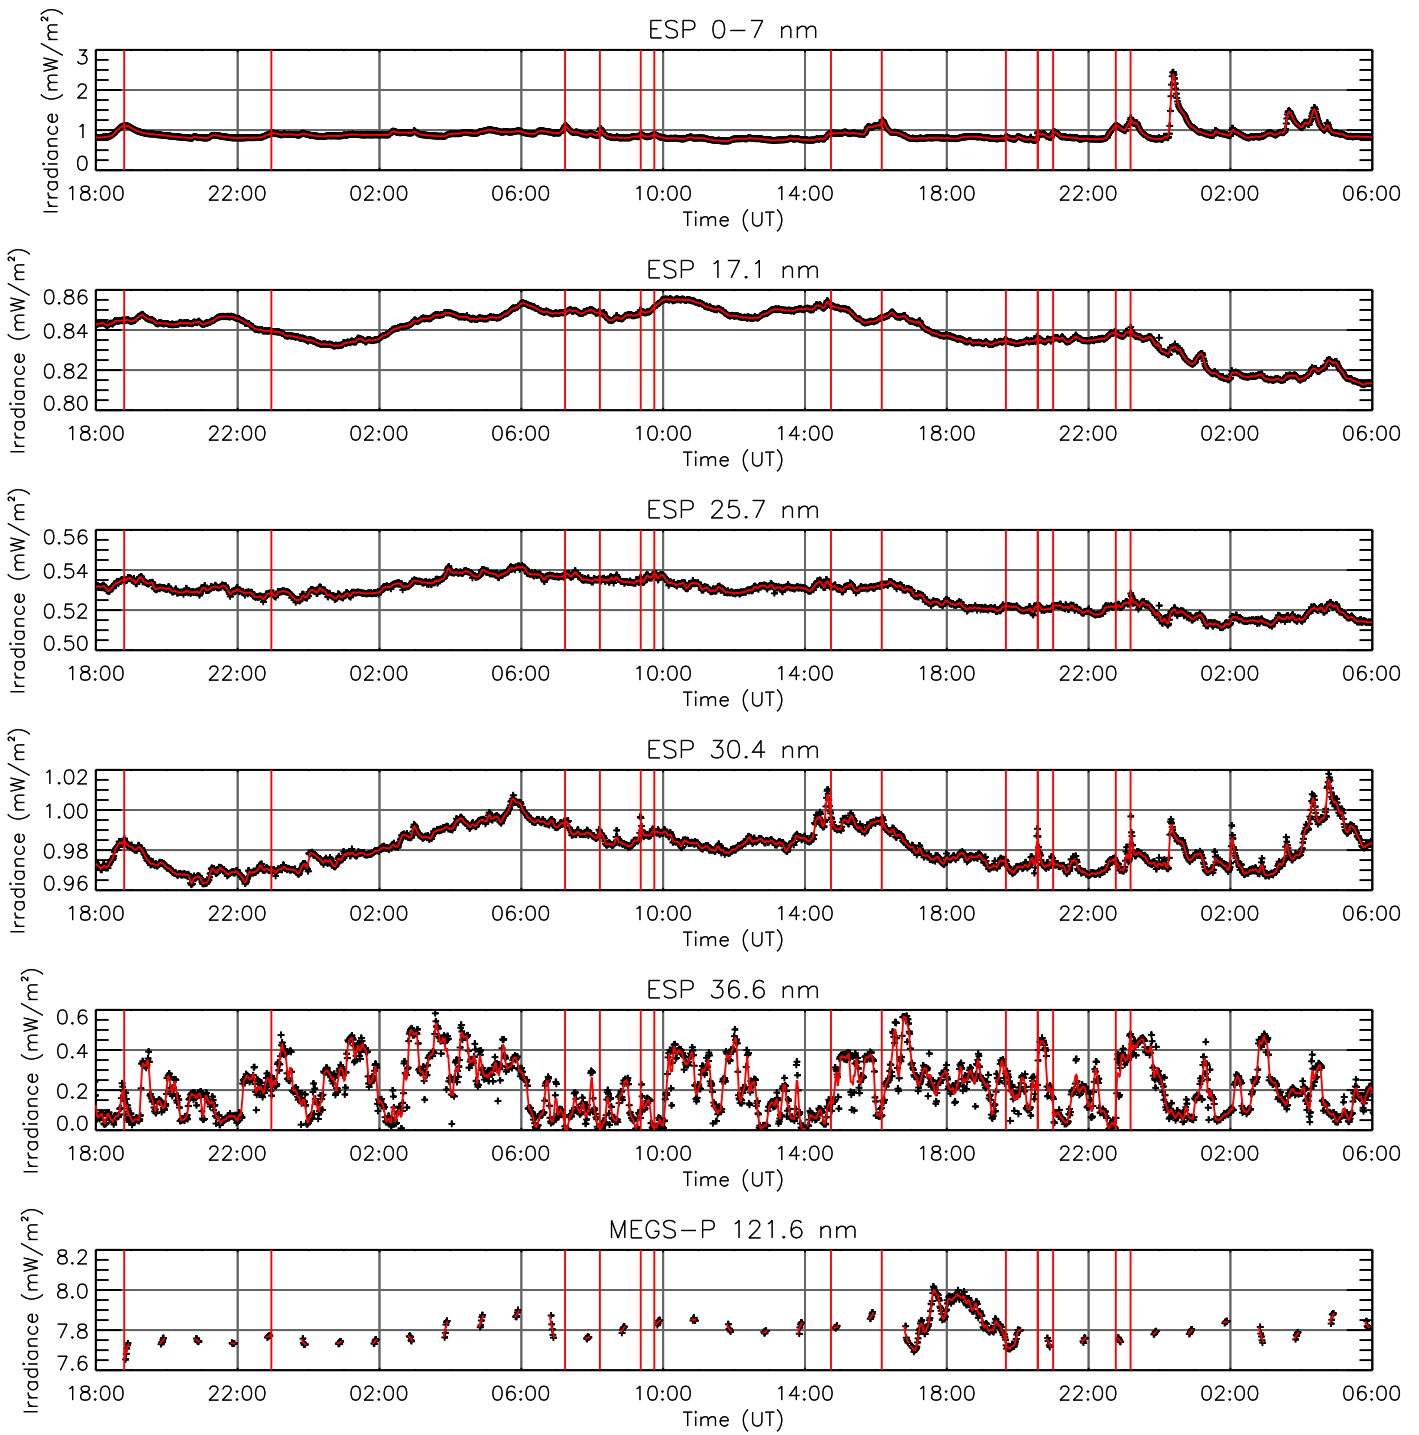 ESP 0−7 nm
Irradiance (mW/m²)
3
2
1
0
18:00 22:00 02:00 06:00 10:00 14:00 18:00 22:00 02:00 06:00
Time (UT)
ESP 17.1 nm
Irradiance (mW/m²)
0.86
0.84
0.82
0.80
18:00 22:00 02:00 06:00 10:00 14:00 18:00 22:00 02:00 06:00
Time (UT)
ESP 25.7 nm
Irradiance (mW/m²)
0.56
0.54
0.52
0.50
18:00 22:00 02:00 06:00 10:00 14:00 18:00 22:00 02:00 06:00
Time (UT)
ESP 30.4 nm
Irradiance (mW/m²)
1.02
1.00
0.98
0.96
18:00 22:00 02:00 06:00 10:00 14:00 18:00 22:00 02:00 06:00
Time (UT)
ESP 36.6 nm
Irradiance (mW/m²)
0.6
0.4
0.2
0.0
18:00 22:00 02:00 06:00 10:00 14:00 18:00 22:00 02:00 06:00
Time (UT)
MEGS−P 121.6 nm
Irradiance (mW/m²)
8.2
8.0
7.8
7.6
18:00 22:00 02:00 06:00 10:00 14:00 18:00 22:00 02:00 06:00
Time (UT)